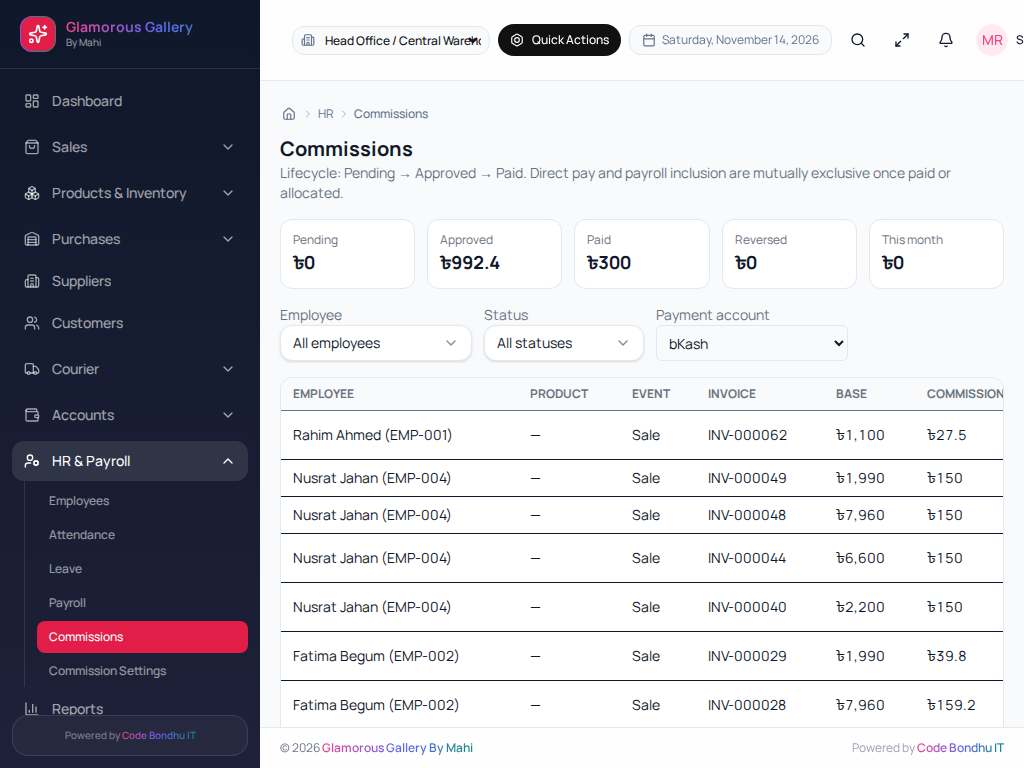 Glamorous Gallery
By Mahi
Head Office / Central
Quick Actions
Saturday, November 14, 2026
MR
S
Dashboard
Sales
Products & Inventory
Purchases
Suppliers
Customers
Courier
Accounts
HR & Payroll
Employees
Attendance
Leave
Payroll
Commissions
Commission Settings
Reports
Powered by Code Bondhu IT
HR
Commissions
Commissions
Lifecycle: Pending → Approved → Paid. Direct pay and payroll inclusion are mutually exclusive once paid or
allocated.
Pending
৳0
Approved
৳992.4
Paid
৳300
Reversed
৳0
This month
৳0
Employee
All employees
Status
All statuses
Payment account
bKash
EMPLOYEE PRODUCT EVENT INVOICE BASE COMMISSION
Rahim Ahmed (EMP-001) — Sale INV-000062 ৳1,100 ৳27.5
Nusrat Jahan (EMP-004) — Sale INV-000049 ৳1,990 ৳150
Nusrat Jahan (EMP-004) — Sale INV-000048 ৳7,960 ৳150
Nusrat Jahan (EMP-004) — Sale INV-000044 ৳6,600 ৳150
Nusrat Jahan (EMP-004) — Sale INV-000040 ৳2,200 ৳150
Fatima Begum (EMP-002) — Sale INV-000029 ৳1,990 ৳39.8
Fatima Begum (EMP-002) — Sale INV-000028 ৳7,960 ৳159.2
© 2026 Glamorous Gallery By Mahi
Powered by Code Bondhu IT